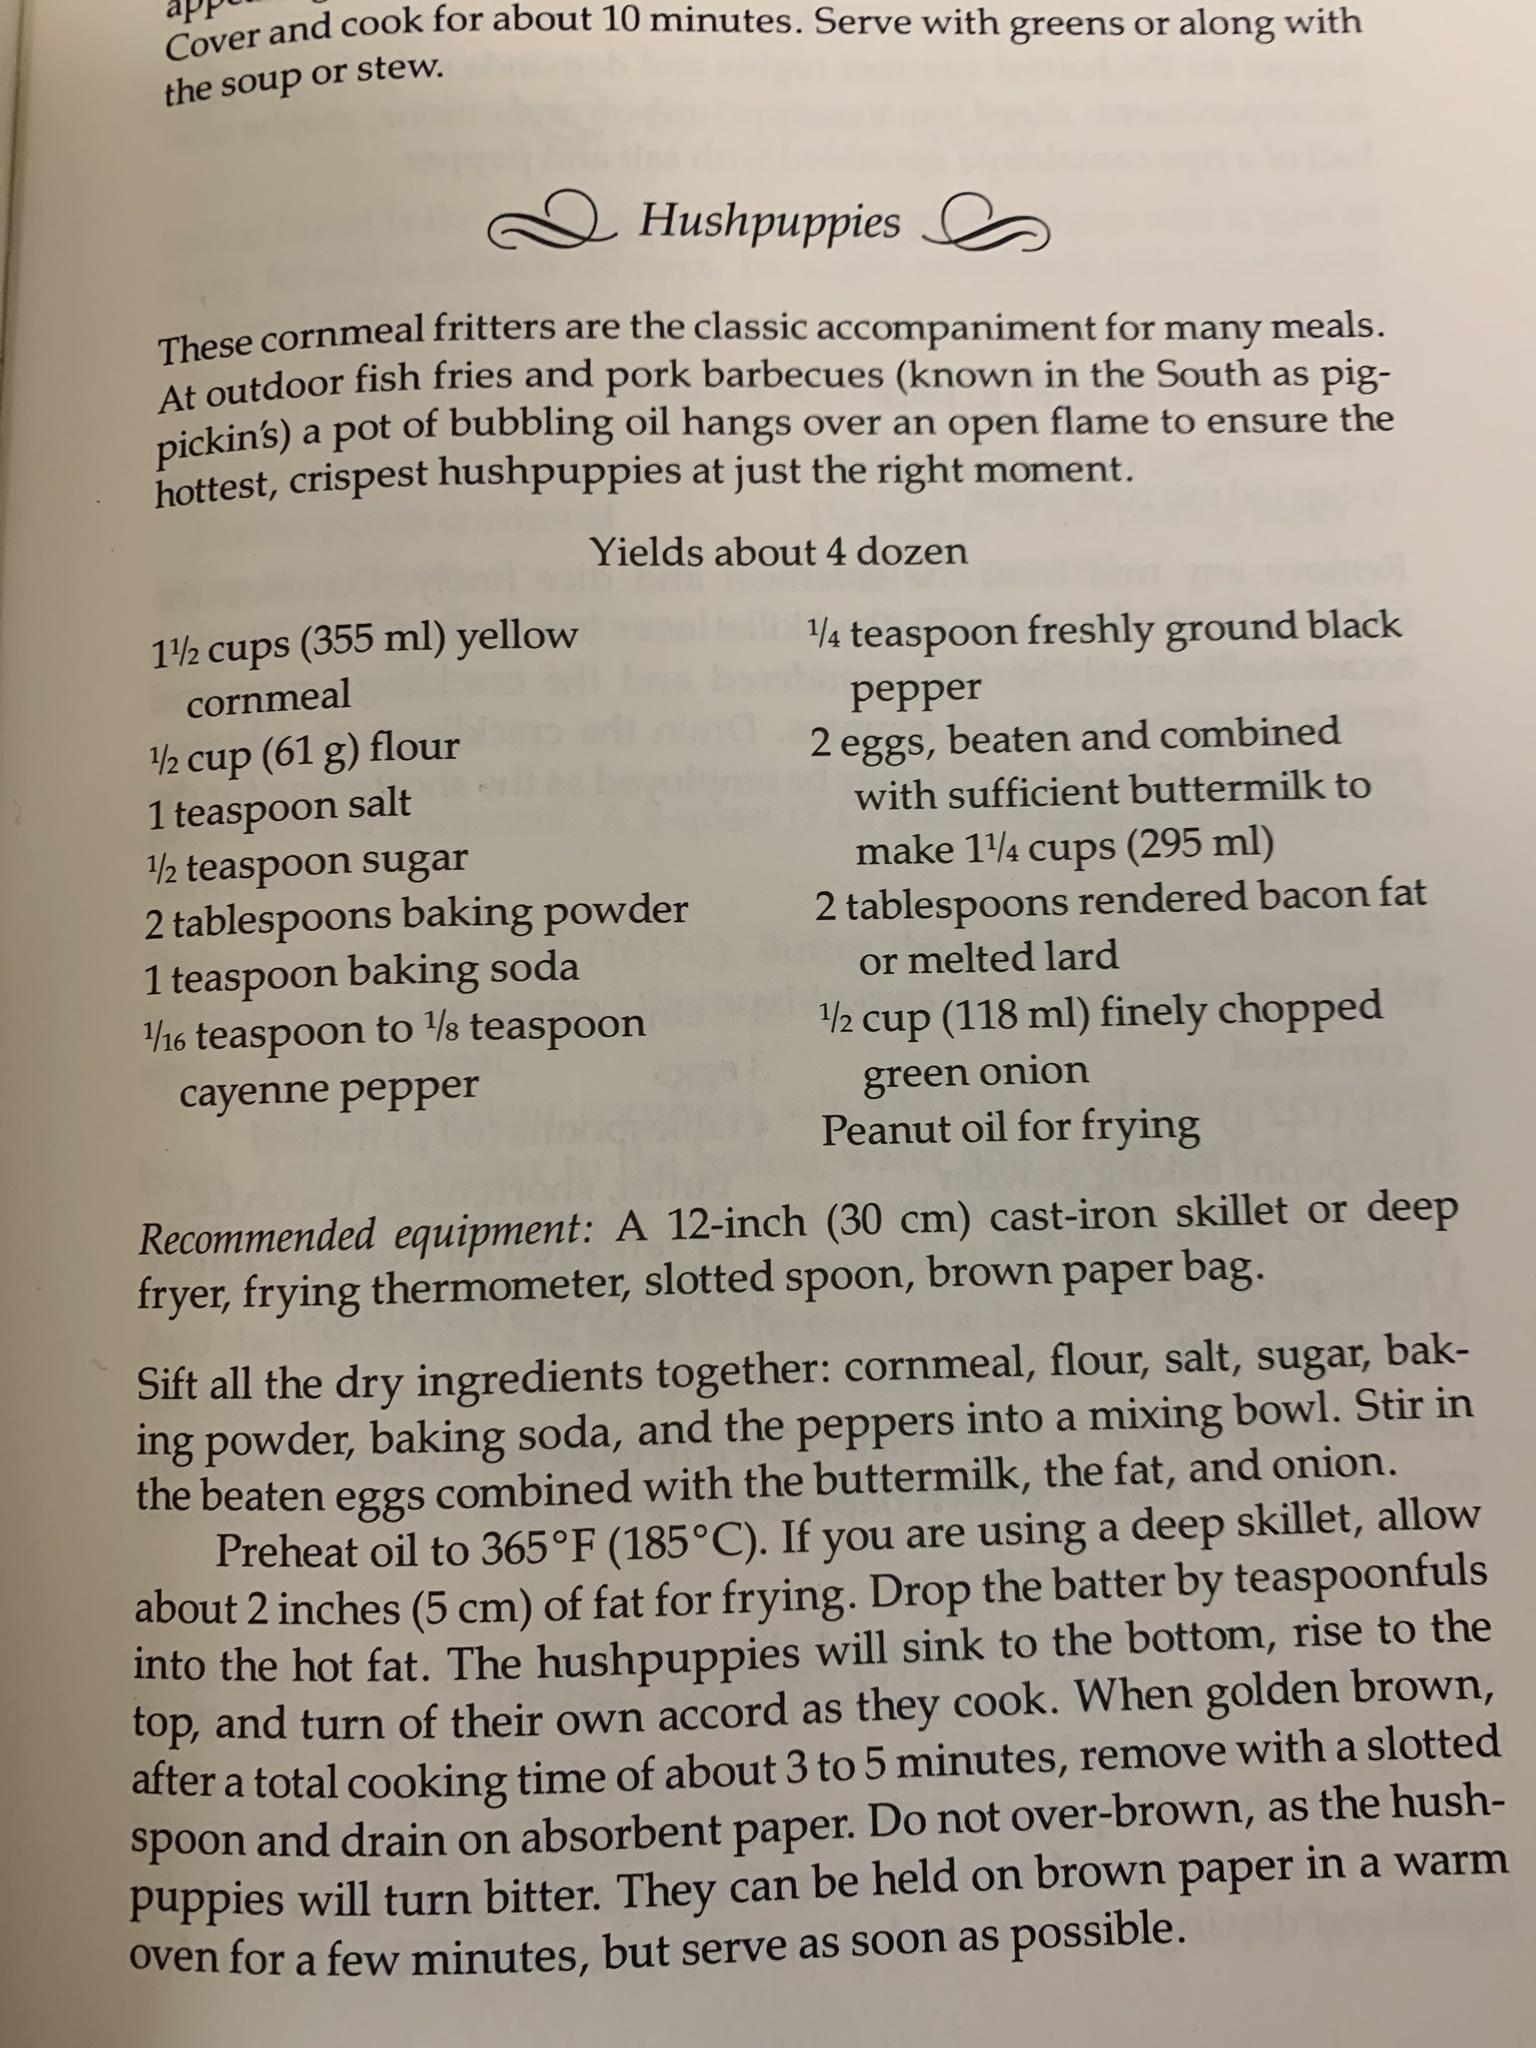 Cover and cook for about 10 minutes. Serve with greens or along with
the soup or stew.
Hushpuppies
These cornmeal fritters are the classic accompaniment for many meals.
At outdoor fish fries and pork barbecues (known in the South as pig-
pickin's) a pot of bubbling oil hangs over an open flame to ensure the
hottest, crispest hushpuppies at just the right moment.
Yields about 4 dozen
1½ cups (355 ml) yellow
cornmeal
½ cup (61 g) flour
1 teaspoon salt
½ teaspoon sugar
2 tablespoons baking powder
1 teaspoon baking soda
1/16 teaspoon to ⅛ teaspoon
cayenne pepper
¼ teaspoon freshly ground black
pepper
2 eggs, beaten and combined
with sufficient buttermilk to
make 1¼ cups (295 ml)
2 tablespoons rendered bacon fat
or melted lard
½ cup (118 ml) finely chopped
green onion
Peanut oil for frying
Recommended equipment: A 12-inch (30 cm) cast-iron skillet or deep
fryer, frying thermometer, slotted spoon, brown paper bag.
Sift all the dry ingredients together: cornmeal, flour, salt, sugar, bak-
ing powder, baking soda, and the peppers into a mixing bowl. Stir in
the beaten eggs combined with the buttermilk, the fat, and onion.
Preheat oil to 365°F (185°C). If you are using a deep skillet, allow
about 2 inches (5 cm) of fat for frying. Drop the batter by teaspoonfuls
into the hot fat. The hushpuppies will sink to the bottom, rise to the
top, and turn of their own accord as they cook. When golden brown,
after a total cooking time of about 3 to 5 minutes, remove with a slotted
spoon and drain on absorbent paper. Do not over-brown, as the hush-
puppies will turn bitter. They can be held on brown paper in a warm
oven for a few minutes, but serve as soon as possible.